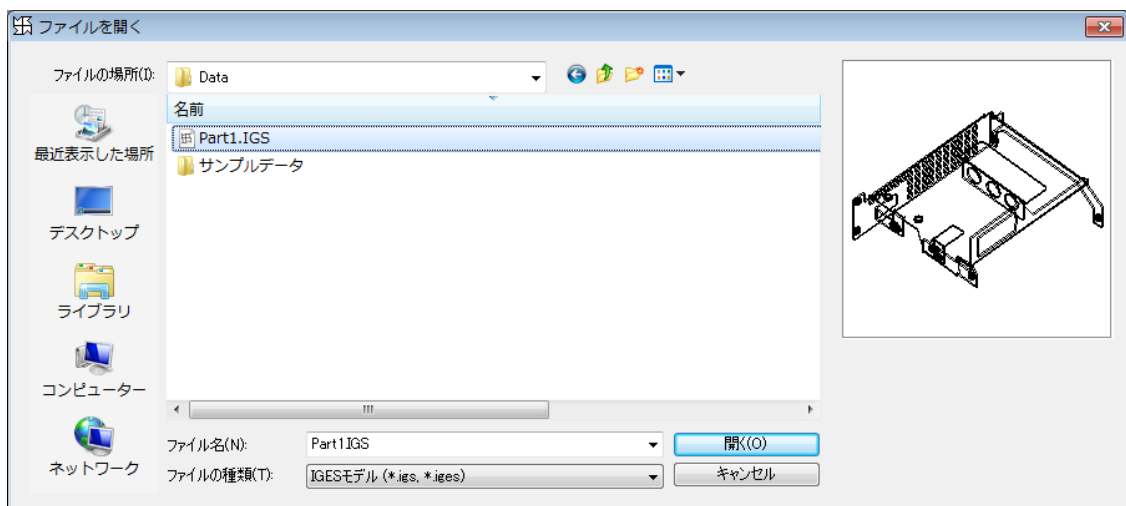 ファイルを開く
ファイルの場所(I):
Data
名前
Part1.IGS
サンプルデータ
最近表示した場所
デスクトップ
ライブラリ
コンピューター
ネットワーク
ファイル名(N):
Part1.IGS
開く(O)
ファイルの種類(T):
IGESモデル (*.igs, *.iges)
キャンセル